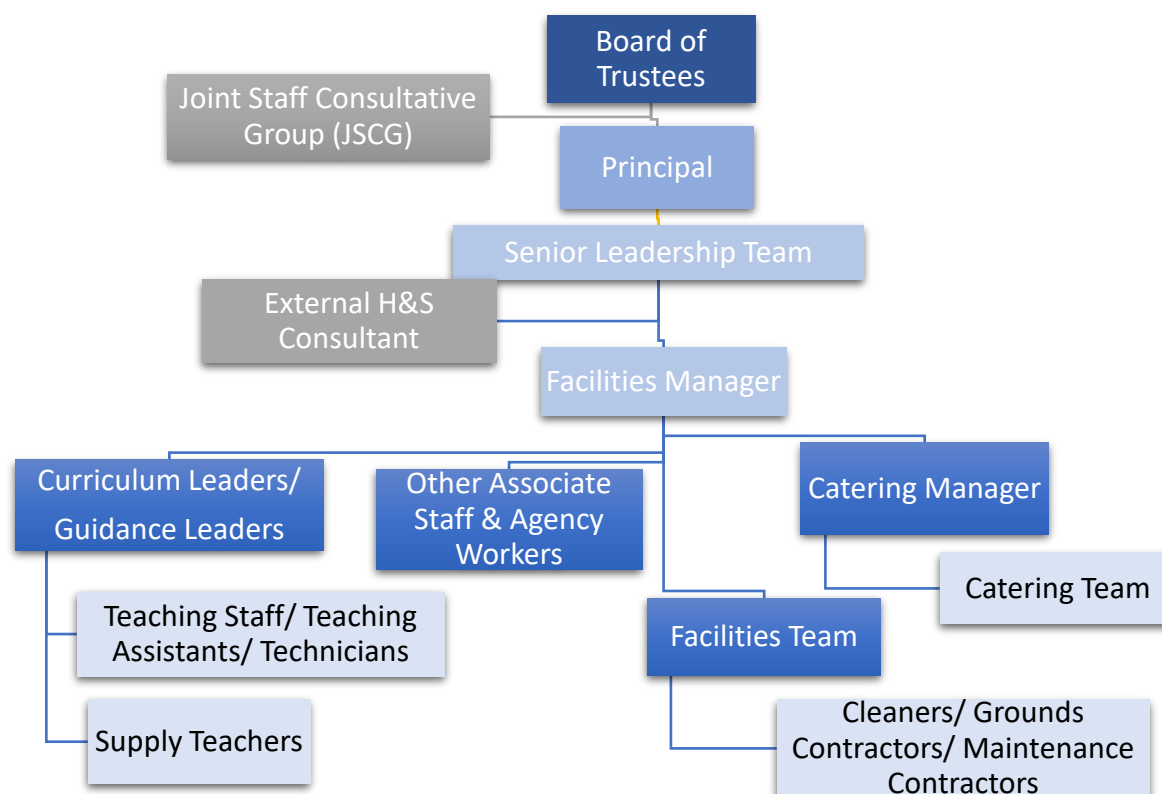 Board of
Trustees
Joint Staff Consultative
Group (JSCG)
Principal
Senior Leadership Team
External H&S
Consultant
Facilities Manager
Curriculum Leaders/
Guidance Leaders
Other Associate
Staff & Agency
Workers
Catering Manager
Teaching Staff/ Teaching
Assistants/ Technicians
Catering Team
Facilities Team
Supply Teachers
Cleaners/ Grounds
Contractors/ Maintenance
Contractors